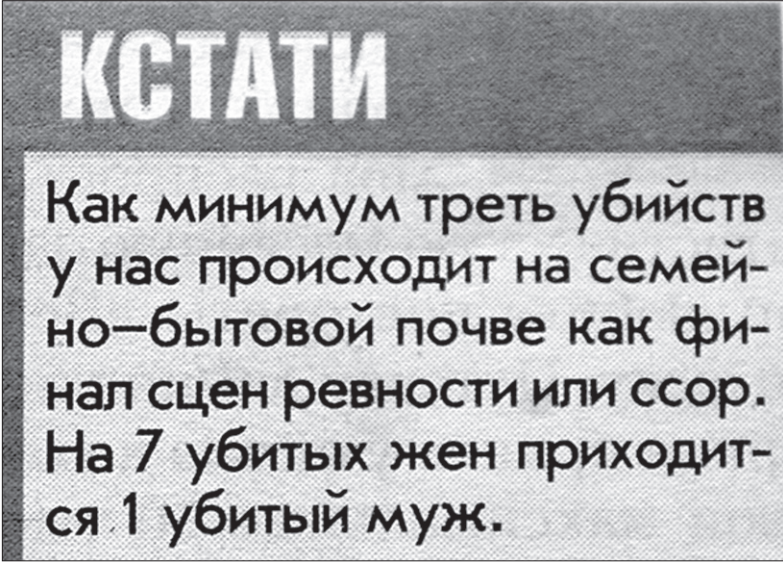 КСТАТИ
Как минимум треть убийств
у нас происходит на семей-
но—бытовой почве как фи-
нал сцен ревности или ссор.
На 7 убитых жен приходит-
ся 1 убитый муж.